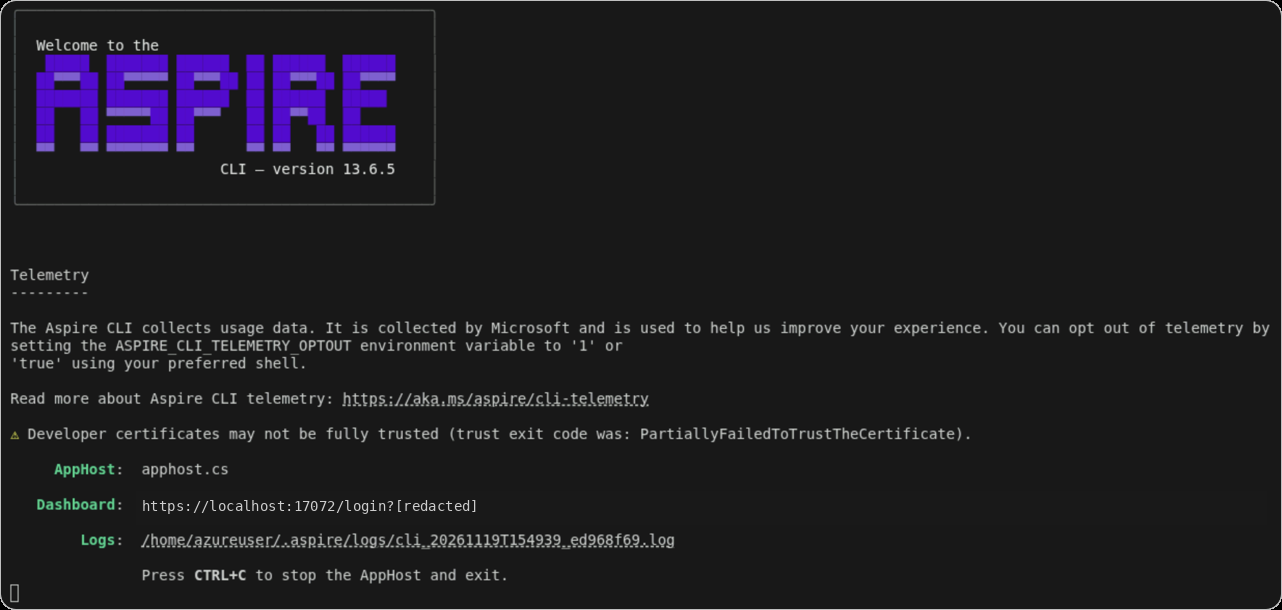 Welcome to the
ASPIRE
CLI — version 13.6.5
Telemetry
---------
The Aspire CLI collects usage data. It is collected by Microsoft and is used to help us improve your experience. You can opt out of telemetry by
setting the ASPIRE_CLI_TELEMETRY_OPTOUT environment variable to '1' or
'true' using your preferred shell.
Read more about Aspire CLI telemetry: https://aka.ms/aspire/cli-telemetry
⚠ Developer certificates may not be fully trusted (trust exit code was: PartiallyFailedToTrustTheCertificate).
AppHost: apphost.cs
Dashboard: https://localhost:17072/login?[redacted]
Logs: /home/azureuser/.aspire/logs/cli_20261119T154939_ed968f69.log
Press CTRL+C to stop the AppHost and exit.